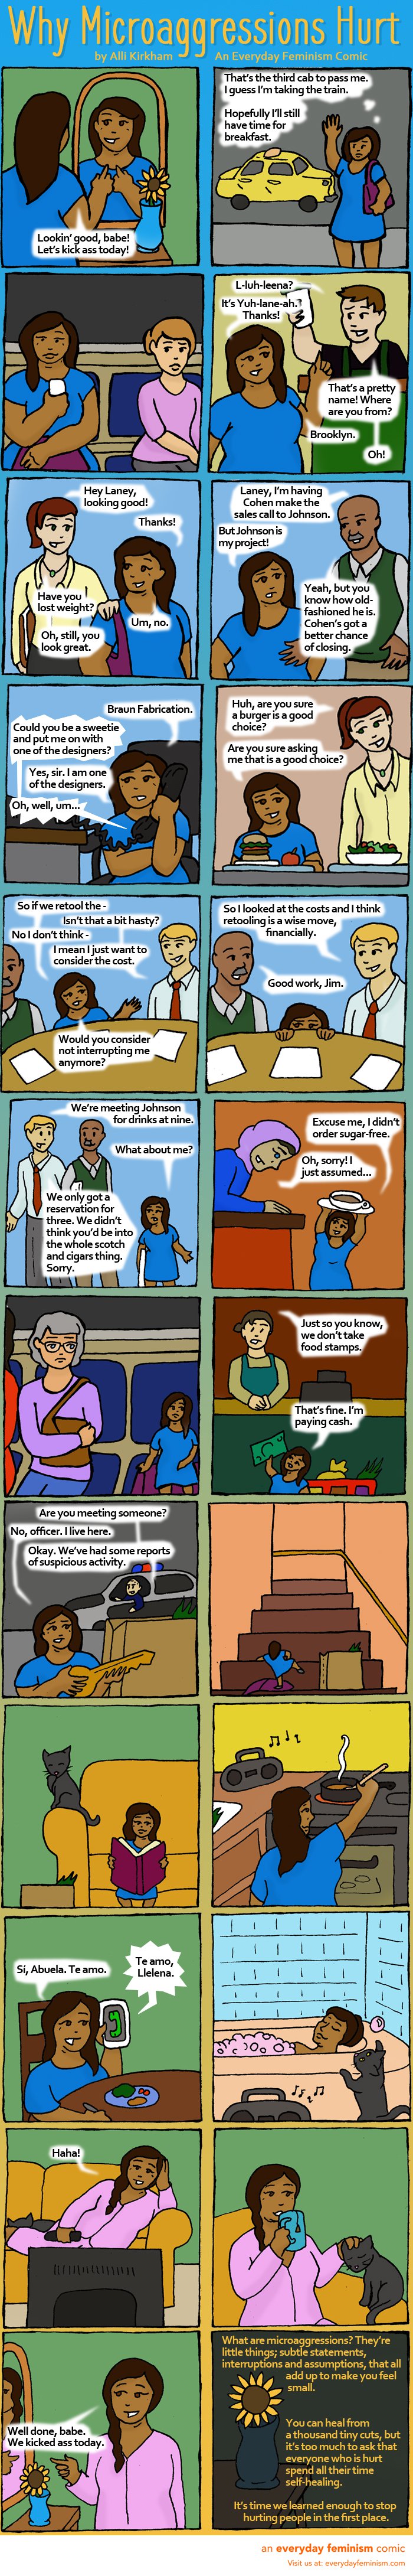 Why Microaggressions Hurt
by Alli Kirkham An Everyday Feminism Comic
Lookin' good, babe!
Let's kick ass today!
That's the third cab to pass me.
I guess I'm taking the train.
Hopefully I'll still
have time for
breakfast.
L-luh-leena?
It's Yuh-lane-ah.
Thanks!
That's a pretty
name! Where
are you from?
Brooklyn.
Oh!
Hey Laney,
looking good!
Thanks!
Have you
lost weight?
Um, no.
Oh, still, you
look great.
Laney, I'm having
Cohen make the
sales call to Johnson.
But Johnson is
my project!
Yeah, but you
know how old-
fashioned he is.
Cohen's got a
better chance
of closing.
Braun Fabrication.
Could you be a sweetie
and put me on with
one of the designers?
Yes, sir. I am one
of the designers.
Oh, well, um...
Huh, are you sure
a burger is a good
choice?
Are you sure asking
me that is a good choice?
So if we retool the -
Isn't that a bit hasty?
No I don't think -
I mean I just want to
consider the cost.
Would you consider
not interrupting me
anymore?
So I looked at the costs and I think
retooling is a wise move,
financially.
Good work, Jim.
We're meeting Johnson
for drinks at nine.
What about me?
We only got a
reservation for
three. We didn't
think you'd be into
the whole scotch
and cigars thing.
Sorry.
Excuse me, I didn't
order sugar-free.
Oh, sorry! I
just assumed...
Just so you know,
we don't take
food stamps.
That's fine. I'm
paying cash.
Are you meeting someone?
No, officer. I live here.
Okay. We've had some reports
of suspicious activity.
Sí, Abuela. Te amo.
Te amo,
Llelena.
Haha!
Well done, babe.
We kicked ass today.
What are microaggressions? They're
little things; subtle statements,
interruptions and assumptions, that all
add up to make you feel
small.
You can heal from
a thousand tiny cuts, but
it's too much to ask that
everyone who is hurt
spend all their time
self-healing.
It's time we learned enough to stop
hurting people in the first place.
an everyday feminism comic
Visit us at: everydayfeminism.com